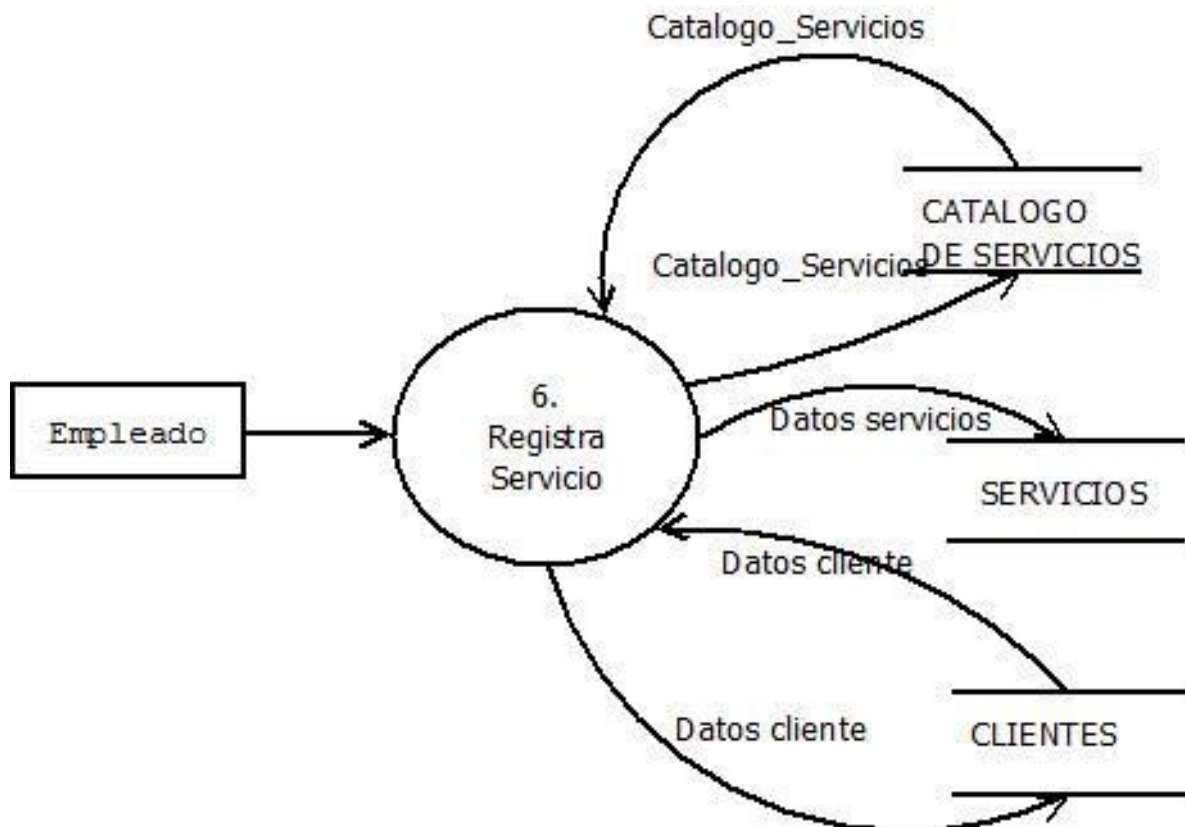 Catalogo_Servicios
CATALOGO
DE SERVICIOS
Catalogo_Servicios
6.
Registra
Servicio
Empleado
Datos servicios
SERVICIOS
Datos cliente
Datos cliente
CLIENTES